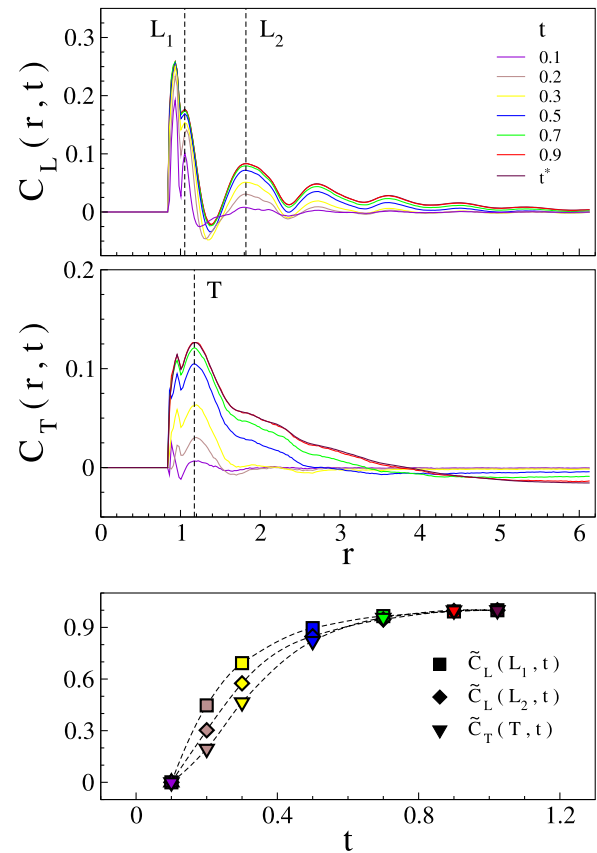 L₁ L₂ t
0.3
0.2
0.1
0
C_L(r,t)
0.1
0.2
0.3
0.5
0.7
0.9
t*
0.2
0.1
0
C_T(r,t)
T
0 1 2 3 4 5 6
r
0.9
0.6
0.3
0
C̃_L(L₁,t)
C̃_L(L₂,t)
C̃_T(T,t)
0 0.4 0.8 1.2
t